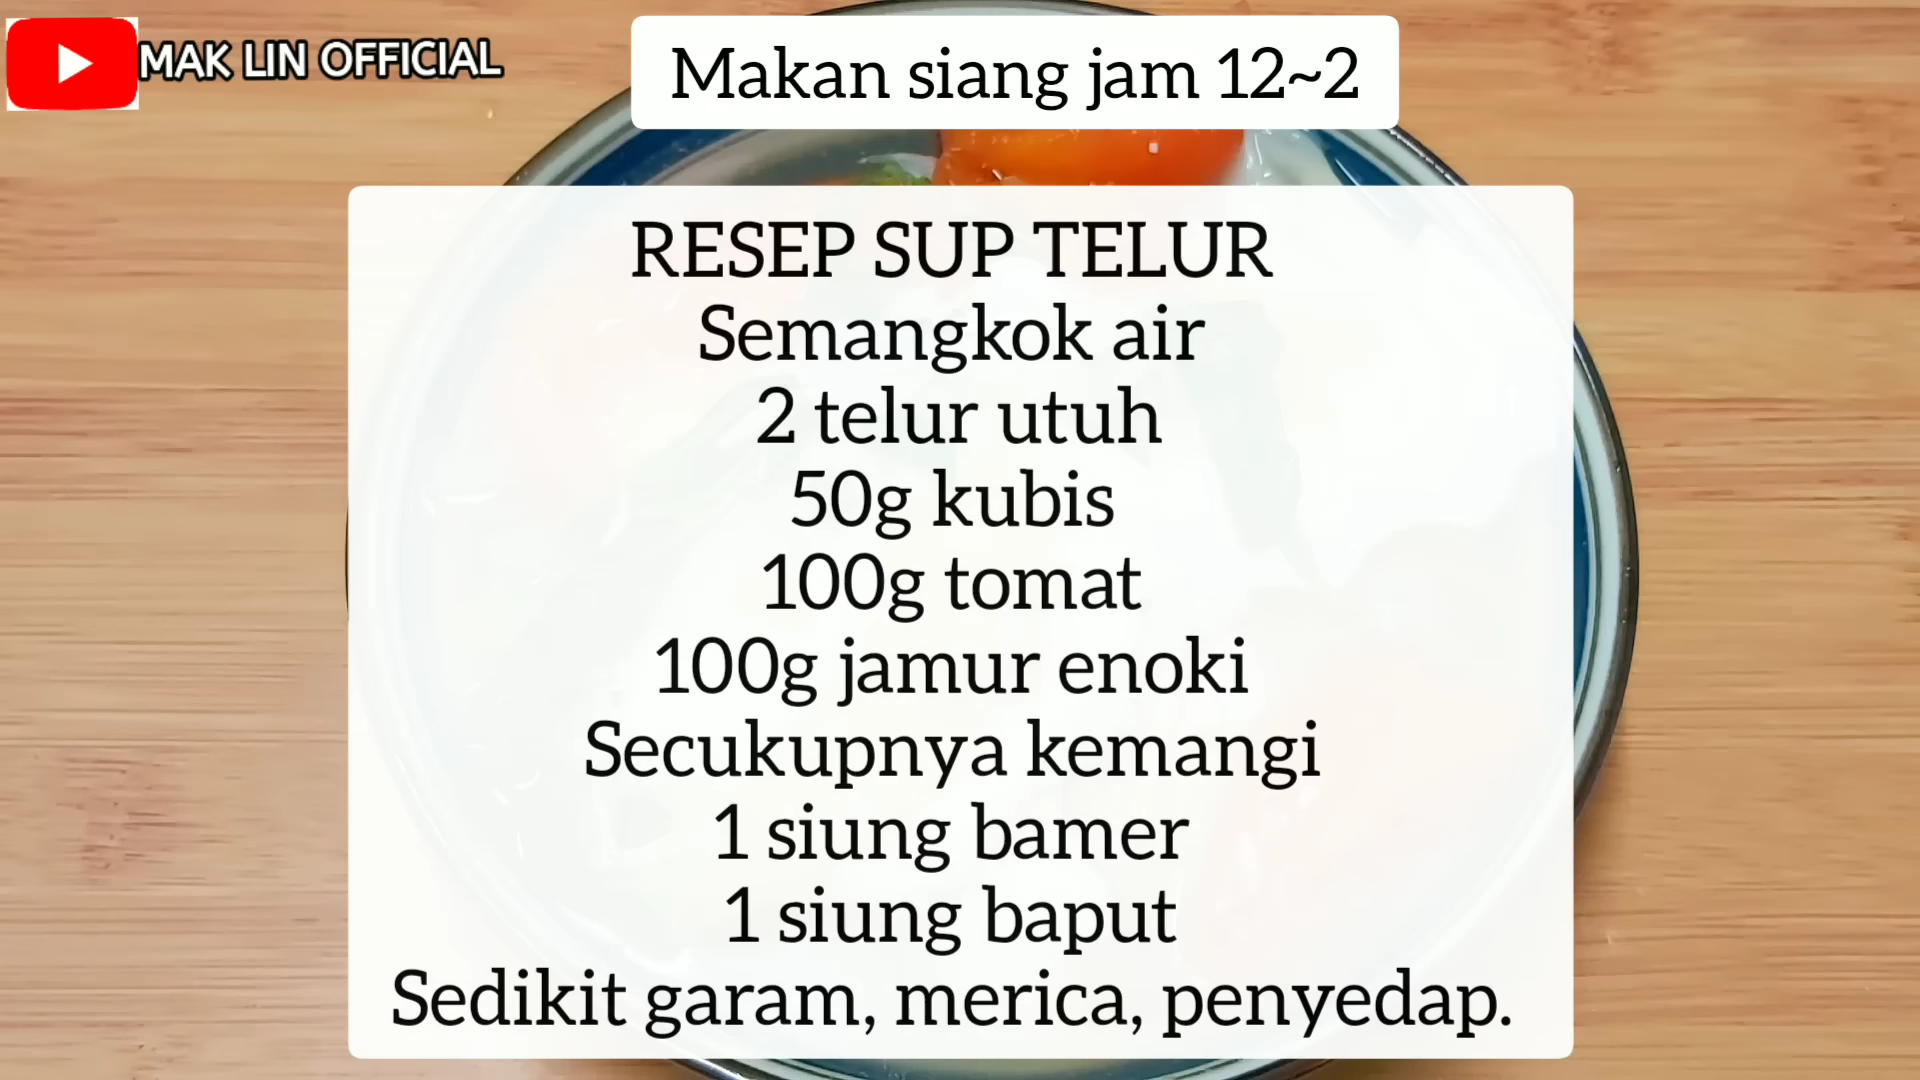 MAK LIN OFFICIAL
Makan siang jam 12~2
RESEP SUP TELUR
Semangkok air
2 telur utuh
50g kubis
100g tomat
100g jamur enoki
Secukupnya kemangi
1 siung bamer
1 siung baput
Sedikit garam, merica, penyedap.